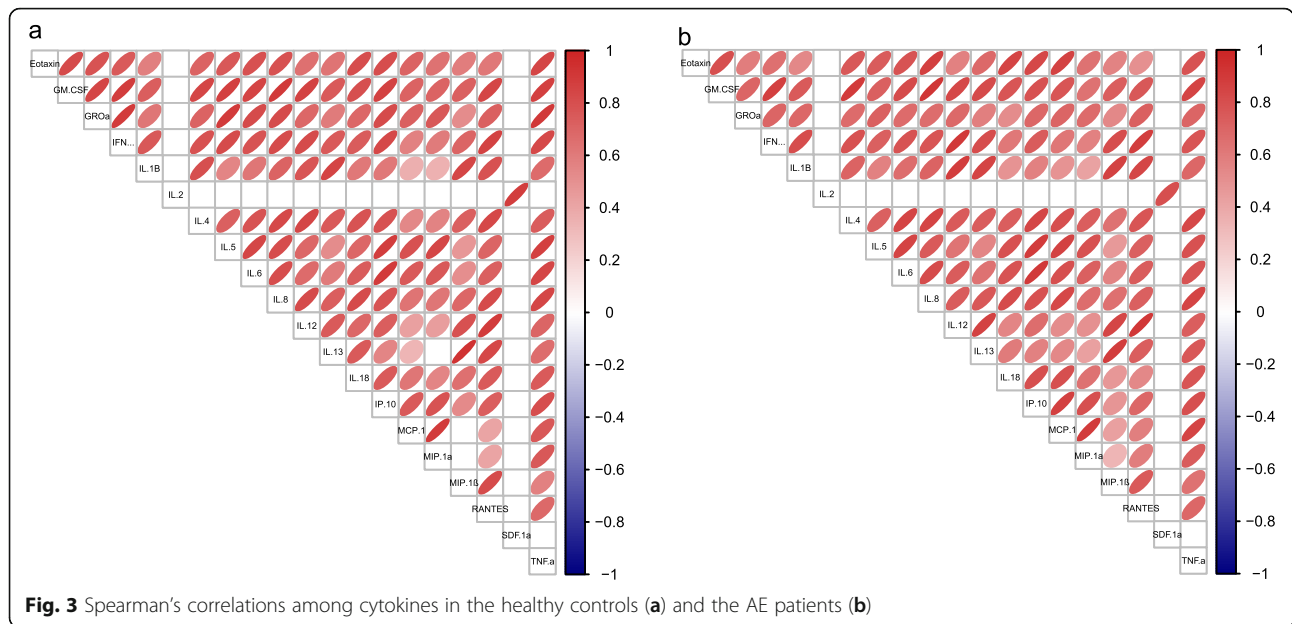 a
Eotaxin
GM.CSF
GROa
IFN...
IL.1B
IL.2
IL.4
IL.5
IL.6
IL.8
IL.12
IL.13
IL.18
IP.10
MCP.1
MIP.1a
MIP.1ß
RANTES
SDF.1a
TNF.a
1
0.8
0.6
0.4
0.2
0
−0.2
−0.4
−0.6
−0.8
−1
b
Eotaxin
GM.CSF
GROa
IFN...
IL.1B
IL.2
IL.4
IL.5
IL.6
IL.8
IL.12
IL.13
IL.18
IP.10
MCP.1
MIP.1a
MIP.1ß
RANTES
SDF.1a
TNF.a
1
0.8
0.6
0.4
0.2
0
−0.2
−0.4
−0.6
−0.8
−1
Fig. 3 Spearman's correlations among cytokines in the healthy controls (a) and the AE patients (b)